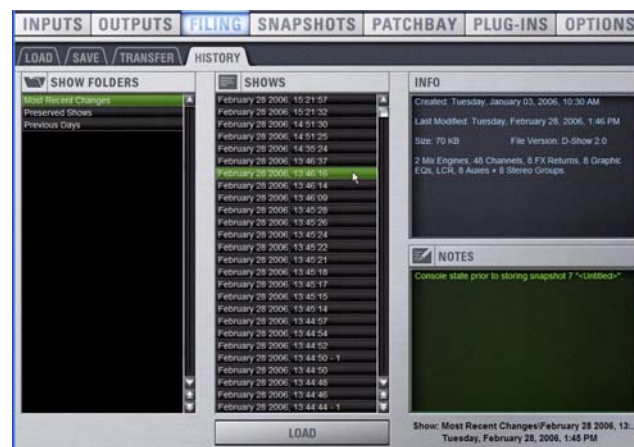 INPUTS OUTPUTS FILING SNAPSHOTS PATCHBAY PLUG-INS OPTIONS
LOAD SAVE TRANSFER HISTORY
SHOW FOLDERS
Most Recent Changes
Preserved Shows
Previous Days
SHOWS
February 28 2006, 15:21:57
February 28 2006, 15:21:32
February 28 2006, 14:51:30
February 28 2006, 14:51:25
February 28 2006, 14:35:24
February 28 2006, 13:46:37
February 28 2006, 13:46:16
February 28 2006, 13:46:14
February 28 2006, 13:46:09
February 28 2006, 13:45:28
February 28 2006, 13:45:26
February 28 2006, 13:45:24
February 28 2006, 13:45:22
February 28 2006, 13:45:21
February 28 2006, 13:45:18
February 28 2006, 13:45:17
February 28 2006, 13:45:15
February 28 2006, 13:45:14
February 28 2006, 13:44:57
February 28 2006, 13:44:54
February 28 2006, 13:44:52
February 28 2006, 13:44:50 - 1
February 28 2006, 13:44:50
February 28 2006, 13:44:48
February 28 2006, 13:44:46
February 28 2006, 13:44:44 - 1
LOAD
INFO
Created: Tuesday, January 03, 2006, 10:30 AM
Last Modified: Tuesday, February 28, 2006, 1:46 PM
Size: 70 KB File Version: D-Show 2.0
2 Mix Engines, 48 Channels, 8 FX Returns, 8 Graphic
EQs, LCR, 8 Auxes + 8 Stereo Groups.
NOTES
Console state prior to storing snapshot 7 "<Untitled>".
Show: Most Recent Changes\February 28 2006, 13:...
Tuesday, February 28, 2006, 1:45 PM